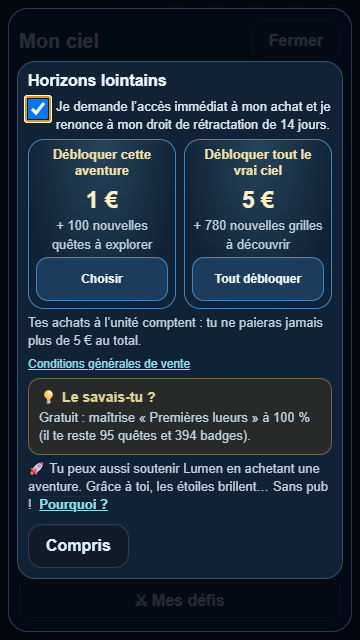 Mon ciel
Fermer
Horizons lointains
Je demande l'accès immédiat à mon achat et je
renonce à mon droit de rétractation de 14 jours.
Débloquer cette
aventure
1 €
+ 100 nouvelles
quêtes à explorer
Choisir
Débloquer tout le
vrai ciel
5 €
+ 780 nouvelles grilles
à découvrir
Tout débloquer
Tes achats à l'unité comptent : tu ne paieras jamais
plus de 5 € au total.
Conditions générales de vente
💡 Le savais-tu ?
Gratuit : maîtrise « Premières lueurs » à 100 %
(il te reste 95 quêtes et 394 badges).
🚀 Tu peux aussi soutenir Lumen en achetant une
aventure. Grâce à toi, les étoiles brillent… Sans pub
! Pourquoi ?
Compris
⚔ Mes défis